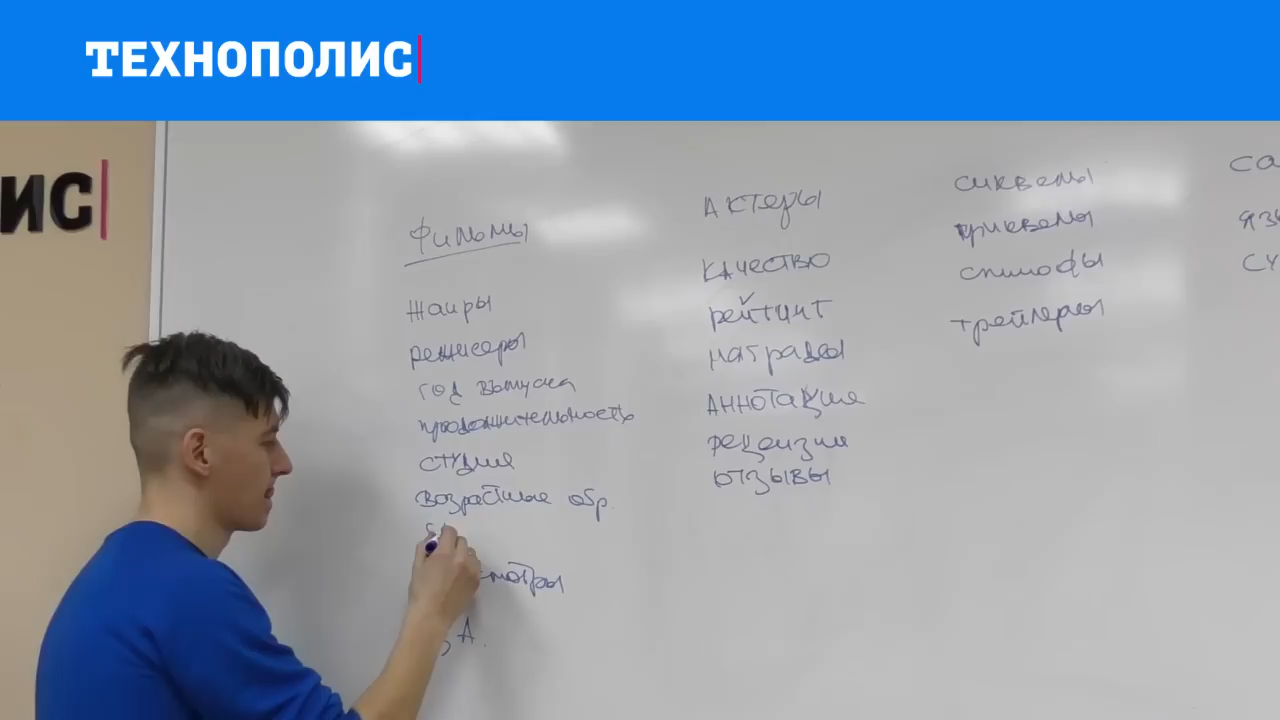 ТЕХНОПОЛИС
ИС
Фильмы
Жанры
режисеры
год выпуска
продолжительность
студия
возрастные огр.
актеры
качество
рейтинг
награды
аннотация
рецензии
отзывы
сиквелы
приквелы
спинофы
трейлеры